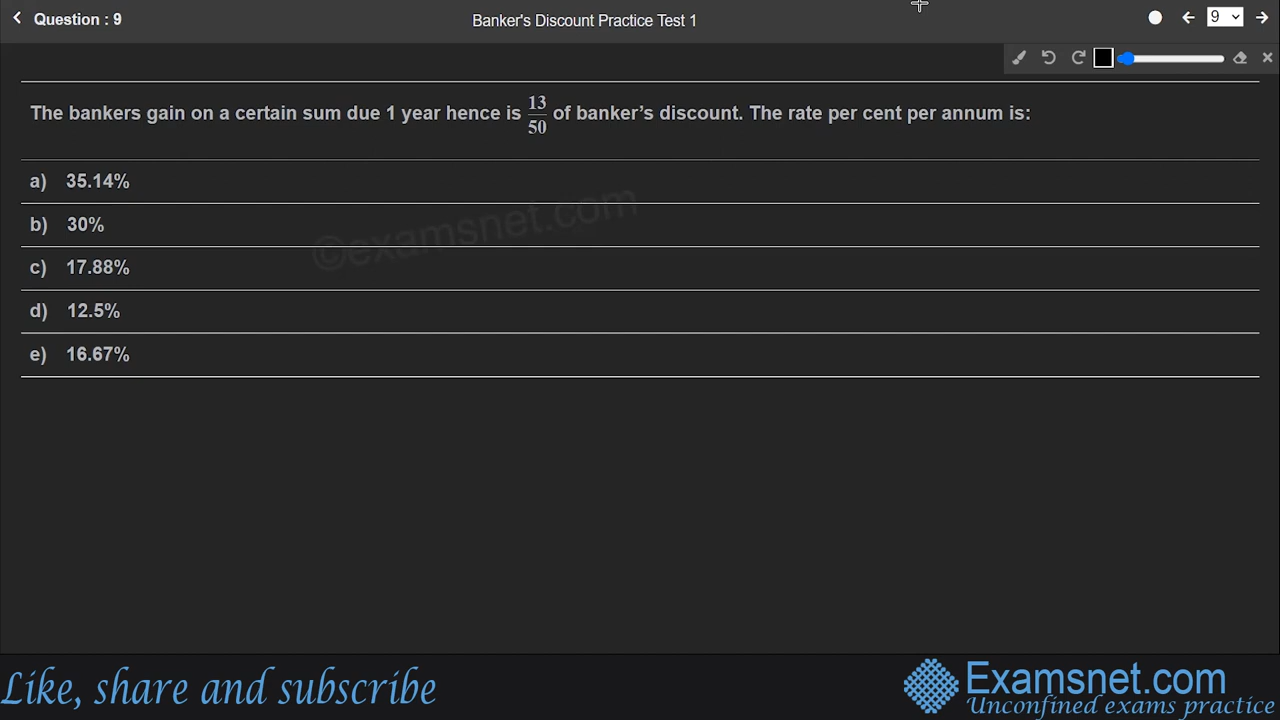 Question : 9
Banker's Discount Practice Test 1
9
The bankers gain on a certain sum due 1 year hence is 13/50 of banker’s discount. The rate per cent per annum is:
a) 35.14%
b) 30%
c) 17.88%
d) 12.5%
e) 16.67%
©examsnet.com
Like, share and subscribe
Examsnet.com
Unconfined exams practice